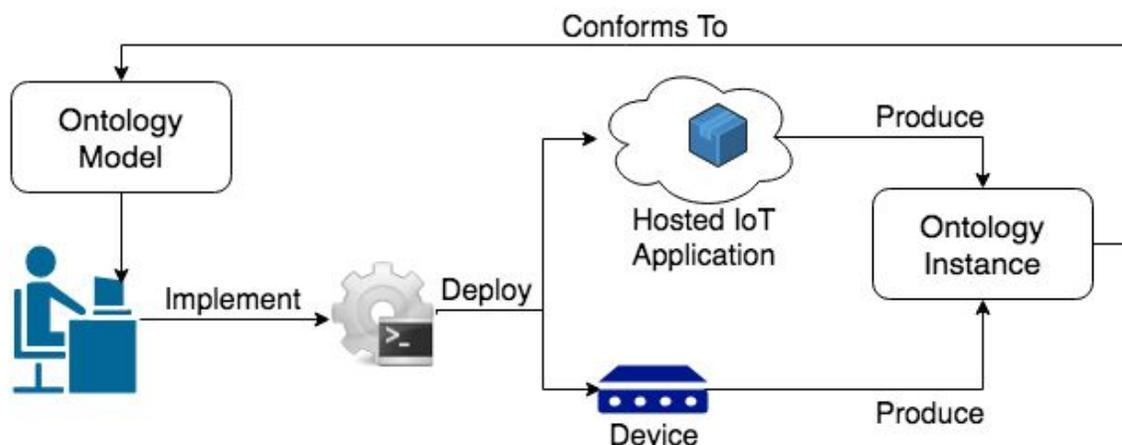 Conforms To
Ontology
Model
Produce
Hosted IoT
Application
Ontology
Instance
Implement
>_
Deploy
Produce
Device